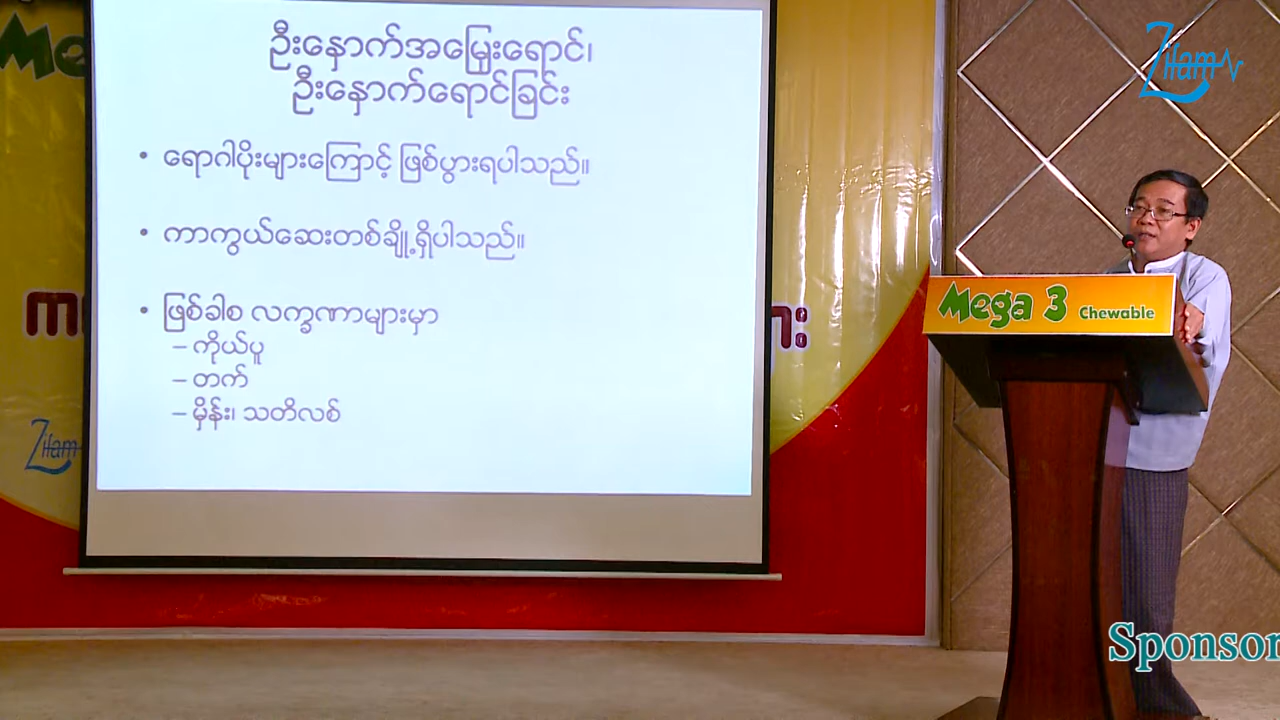 ဦးနှောက်အမြှေးရောင်၊
ဦးနှောက်ရောင်ခြင်း
• ရောဂါပိုးများကြောင့် ဖြစ်ပွားရပါသည်။
• ကာကွယ်ဆေးတစ်ချို့ရှိပါသည်။
• ဖြစ်ခါစ လက္ခဏာများမှာ
– ကိုယ်ပူ
– တက်
– မှိန်း၊ သတိလစ်
Zifam
Mega 3 Chewable
Zifam
Sponsor